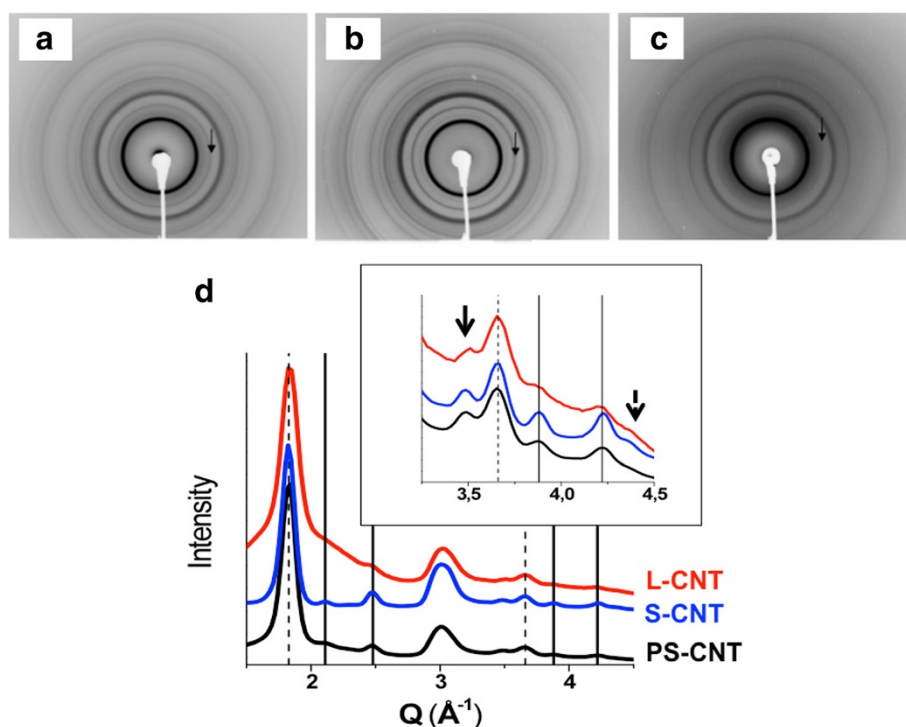 a
b
c
d
3,5 4,0 4,5
L-CNT
S-CNT
PS-CNT
Intensity
2 3 4
Q (Å⁻¹)